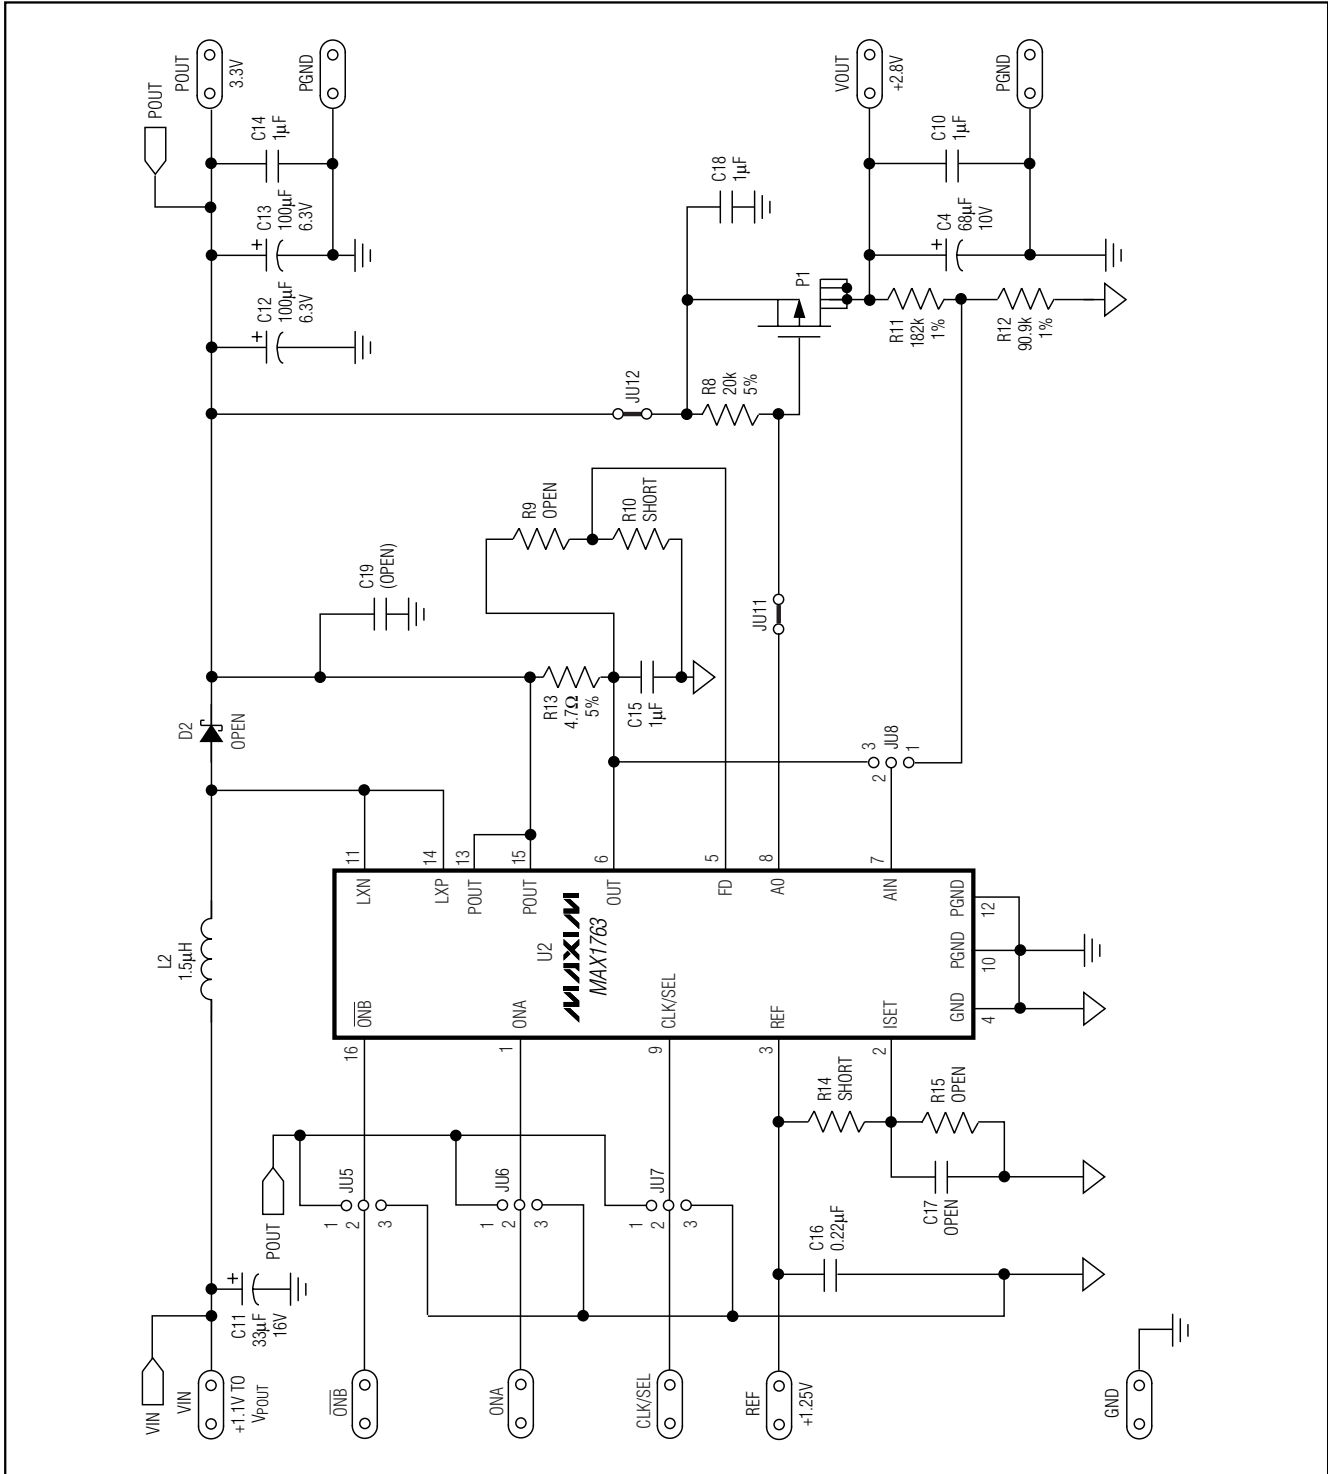 VIN
VIN
+1.1V TO
VPOUT
C11
33µF
16V
+
L2
1.5µH
D2
OPEN
C12
100µF
6.3V
+
C13
100µF
6.3V
+
C14
1µF
POUT
POUT
3.3V
PGND
POUT
ONB
JU5
1
2
3
16
ONB
LXN
11
LXP
14
POUT
13
POUT
15
C19
(OPEN)
R13
4.7Ω
5%
C15
1µF
R9
OPEN
R10
SHORT
ONA
JU6
1
2
3
1
ONA
U2
MAXIM
MAX1763
OUT
6
CLK/SEL
JU7
1
2
3
9
CLK/SEL
FD
5
JU12
R8
20k
5%
C18
1µF
P1
REF
+1.25V
C16
0.22µF
3
REF
R14
SHORT
A0
8
JU11
2
ISET
R15
OPEN
C17
OPEN
AIN
7
JU8
3
2
1
GND
4
PGND
10
PGND
12
R11
182k
1%
R12
90.9k
1%
C4
68µF
10V
+
C10
1µF
VOUT
+2.8V
PGND
GND